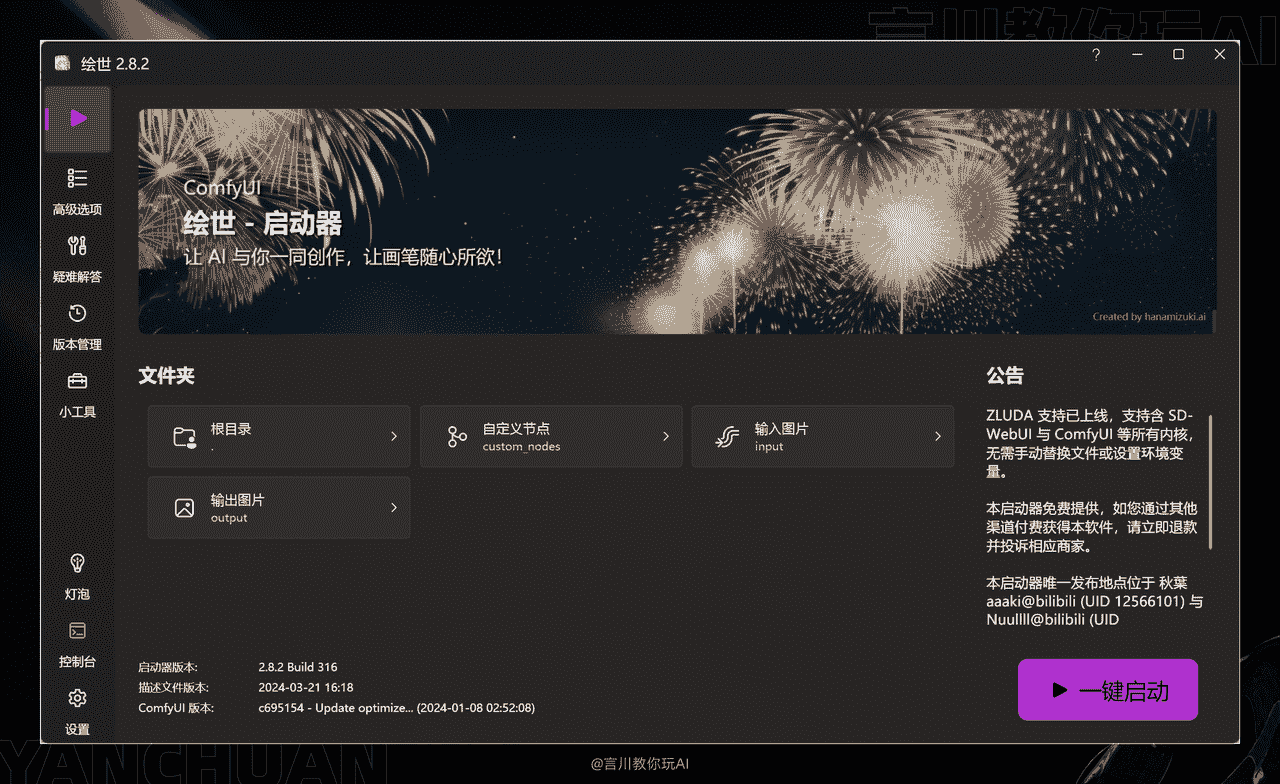 言川教你玩AI
绘世 2.8.2
?
高级选项
疑难解答
版本管理
小工具
灯泡
控制台
设置
ComfyUI
绘世 - 启动器
让 AI 与你一同创作，让画笔随心所欲！
Created by hanamizuki.ai
文件夹
根目录
.
自定义节点
custom_nodes
输入图片
input
输出图片
output
公告
ZLUDA 支持已上线，支持含 SD-
WebUI 与 ComfyUI 等所有内核，
无需手动替换文件或设置环境变
量。
本启动器免费提供，如您通过其他
渠道付费获得本软件，请立即退款
并投诉相应商家。
本启动器唯一发布地点位于 秋葉
aaaki@bilibili (UID 12566101) 与
Nuullll@bilibili (UID
启动器版本: 2.8.2 Build 316
描述文件版本: 2024-03-21 16:18
ComfyUI 版本: c695154 - Update optimize... (2024-01-08 02:52:08)
一键启动
YANCHUAN
@言川教你玩AI